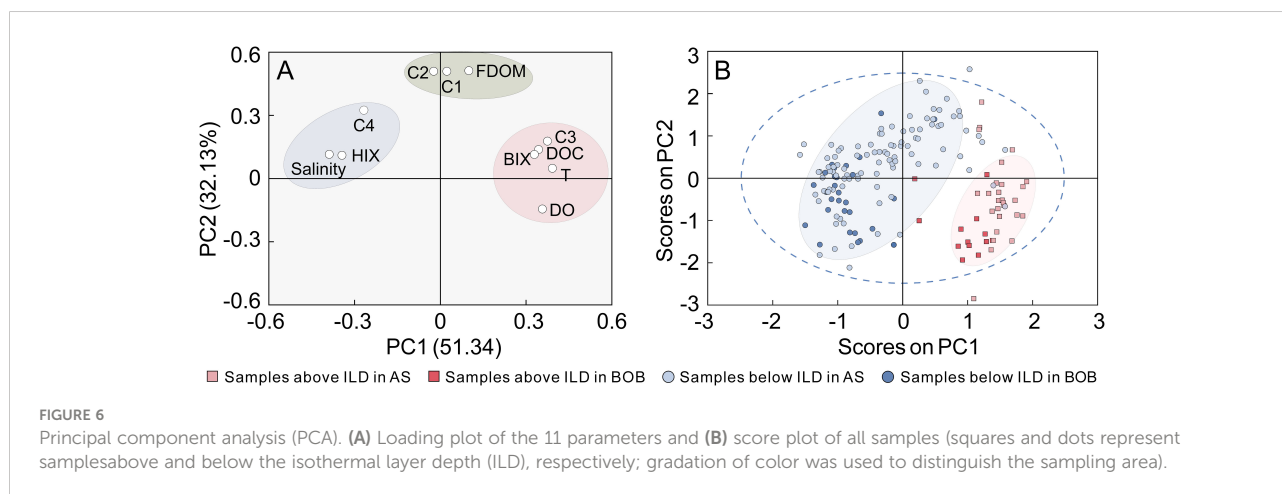 A
0.6
0.3
0
-0.3
-0.6
PC2 (32.13%)
C2
C1
FDOM
C4
Salinity
HIX
C3
DOC
BIX
T
DO
-0.6
-0.3
0
0.3
0.6
PC1 (51.34)
B
3
2
1
0
-1
-2
-3
Scores on PC2
-3
-2
-1
0
1
2
3
Scores on PC1
Samples above ILD in AS
Samples above ILD in BOB
Samples below ILD in AS
Samples below ILD in BOB
FIGURE 6
Principal component analysis (PCA). (A) Loading plot of the 11 parameters and (B) score plot of all samples (squares and dots represent
samplesabove and below the isothermal layer depth (ILD), respectively; gradation of color was used to distinguish the sampling area).